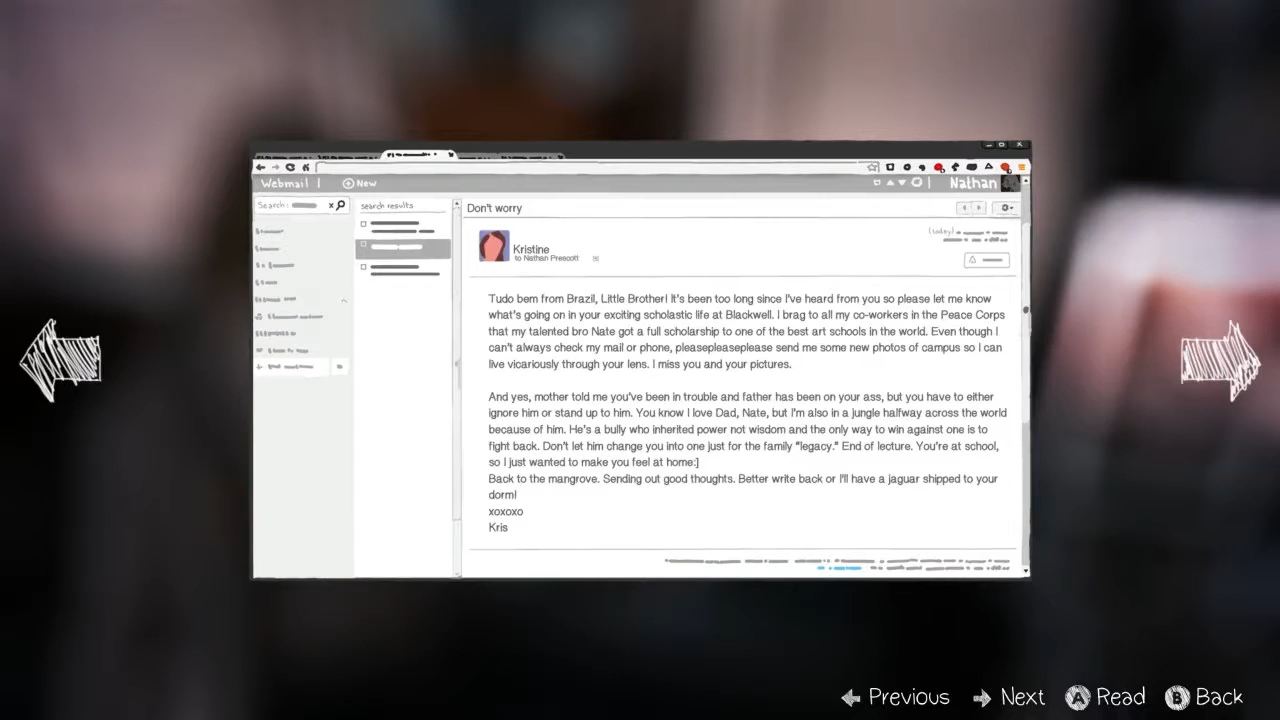 Webmail | New
Nathan
Search:
x
search results
Don't worry
Kristine
(today)
to Nathan Prescott
Tudo bem from Brazil, Little Brother! It's been too long since I've heard from you so please let me know
what's going on in your exciting scholastic life at Blackwell. I brag to all my co-workers in the Peace Corps
that my talented bro Nate got a full scholarship to one of the best art schools in the world. Even though I
can't always check my mail or phone, pleasepleaseplease send me some new photos of campus so I can
live vicariously through your lens. I miss you and your pictures.
And yes, mother told me you've been in trouble and father has been on your ass, but you have to either
ignore him or stand up to him. You know I love Dad, Nate, but I'm also in a jungle halfway across the world
because of him. He's a bully who inherited power not wisdom and the only way to win against one is to
fight back. Don't let him change you into one just for the family "legacy." End of lecture. You're at school,
so I just wanted to make you feel at home:]
Back to the mangrove. Sending out good thoughts. Better write back or I'll have a jaguar shipped to your
dorm!
xoxoxo
Kris
Previous
Next
A Read
B Back